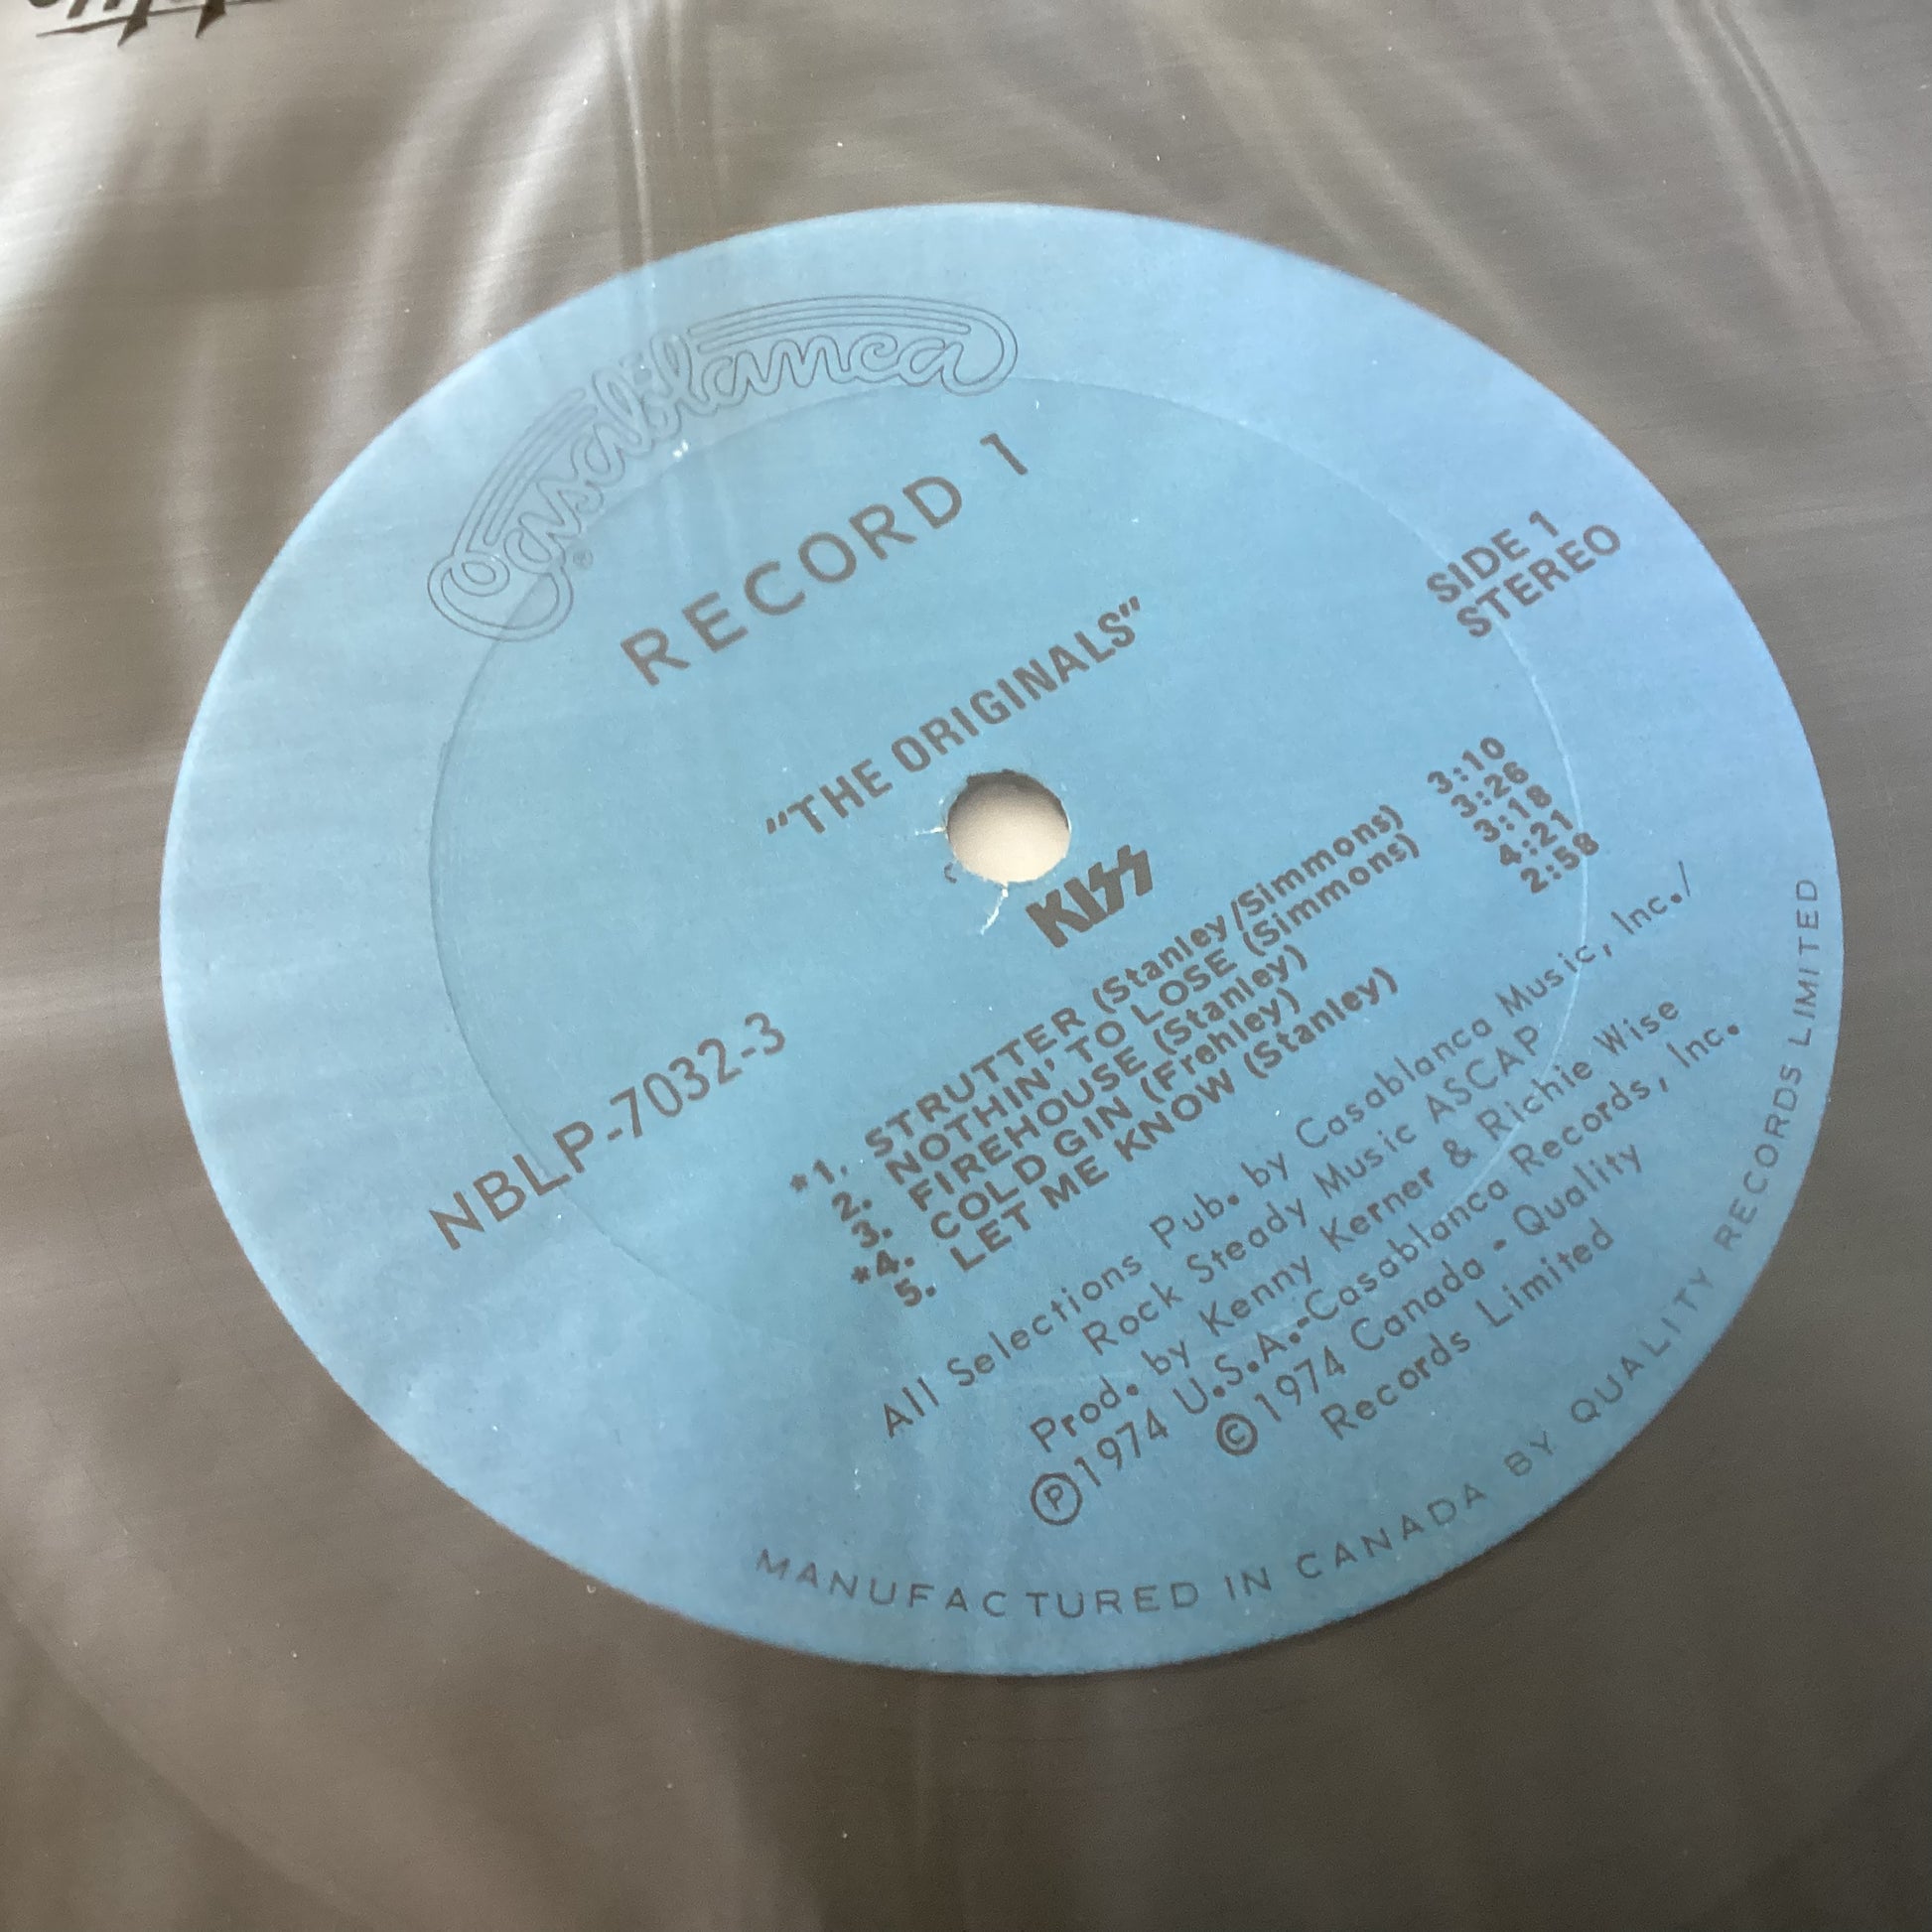 Casablanca®
RECORD 1
"THE ORIGINALS"
SIDE 1
STEREO
KISS
NBLP-7032-3
*1. STRUTTER (Stanley/Simmons) 3:10
2. NOTHIN' TO LOSE (Simmons) 3:26
3. FIREHOUSE (Stanley) 3:18
*4. COLD GIN (Frehley) 4:21
5. LET ME KNOW (Stanley) 2:58
All Selections Pub. by Casablanca Music, Inc./
Rock Steady Music ASCAP
Prod. by Kenny Kerner & Richie Wise
Ⓟ1974 U.S.A.-Casablanca Records, Inc.
©1974 Canada - Quality
Records Limited
MANUFACTURED IN CANADA BY QUALITY RECORDS LIMITED